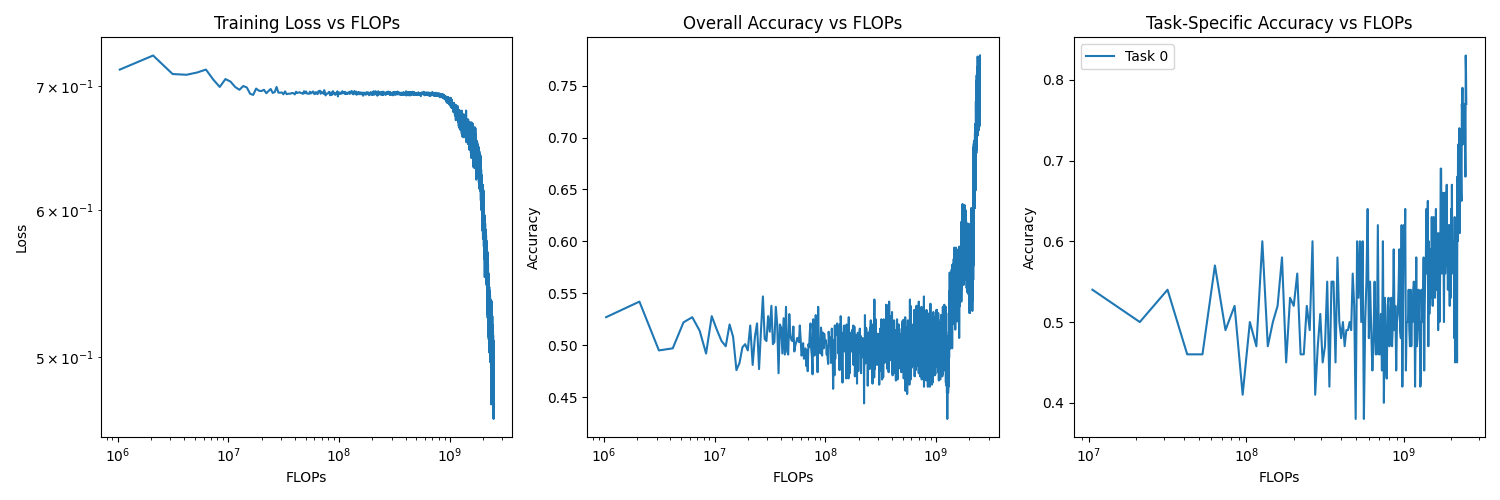 Training Loss vs FLOPs
7 × 10⁻¹
6 × 10⁻¹
5 × 10⁻¹
Loss
10⁶ 10⁷ 10⁸ 10⁹
FLOPs
Overall Accuracy vs FLOPs
0.75
0.70
0.65
0.60
0.55
0.50
0.45
Accuracy
10⁶ 10⁷ 10⁸ 10⁹
FLOPs
Task-Specific Accuracy vs FLOPs
Task 0
0.8
0.7
0.6
0.5
0.4
Accuracy
10⁷ 10⁸ 10⁹
FLOPs